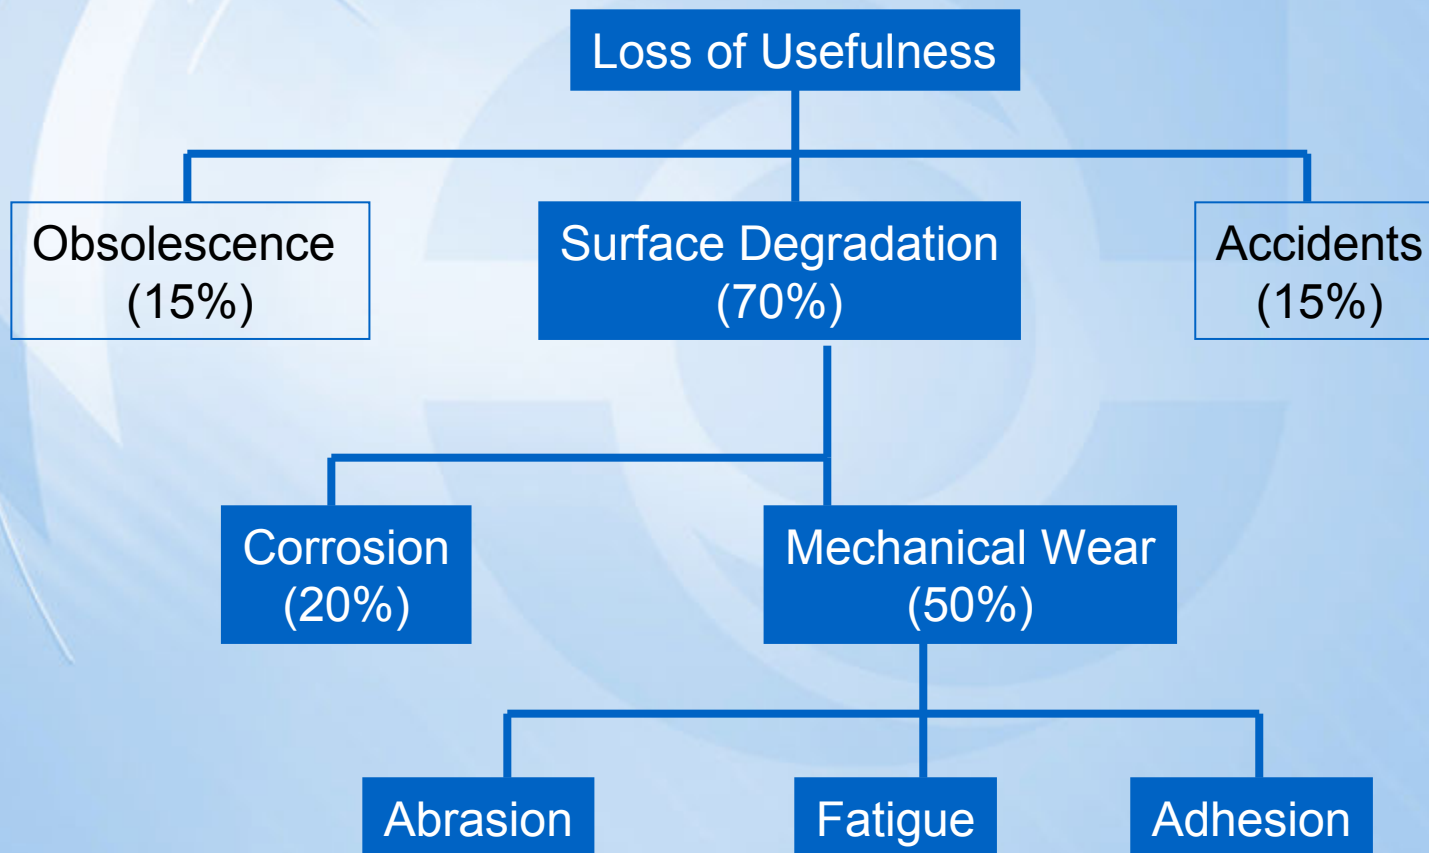 Loss of Usefulness
Obsolescence
(15%)
Surface Degradation
(70%)
Accidents
(15%)
Corrosion
(20%)
Mechanical Wear
(50%)
Abrasion
Fatigue
Adhesion